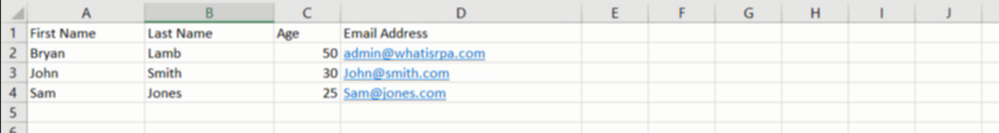 A B C D E F G H I J
1 First Name Last Name Age Email Address
2 Bryan Lamb 50 admin@whatisrpa.com
3 John Smith 30 John@smith.com
4 Sam Jones 25 Sam@jones.com
5
6